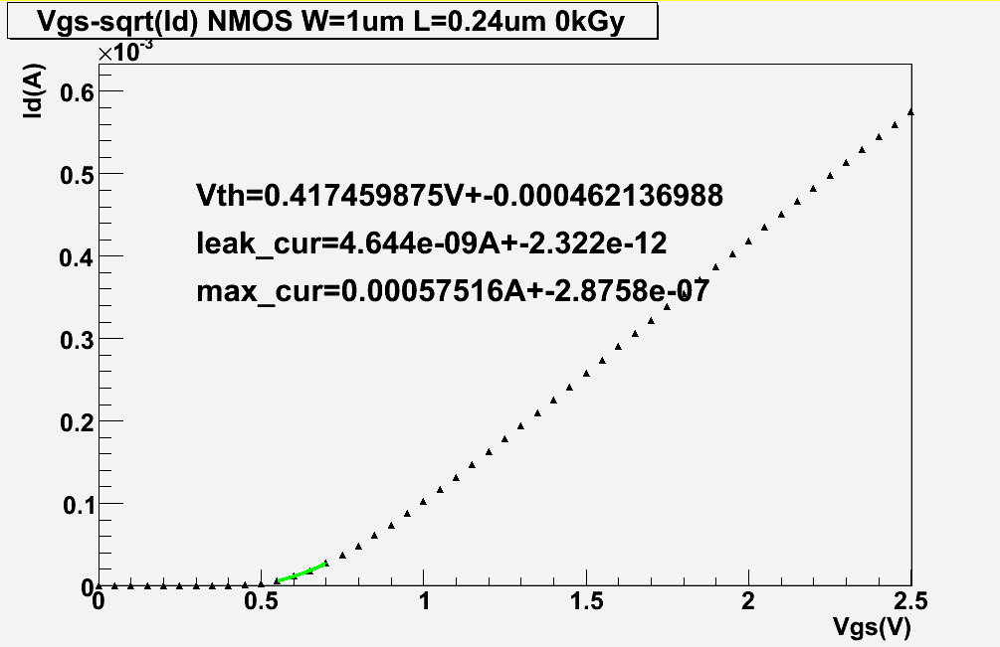 Vgs-sqrt(Id) NMOS W=1um L=0.24um 0kGy
×10⁻³
Id(A)
0.6
0.5
Vth=0.417459875V+-0.000462136988
leak_cur=4.644e-09A+-2.322e-12
0.4
max_cur=0.00057516A+-2.8758e-07
0.3
0.2
0.1
0
0 0.5 1 1.5 2 2.5
Vgs(V)